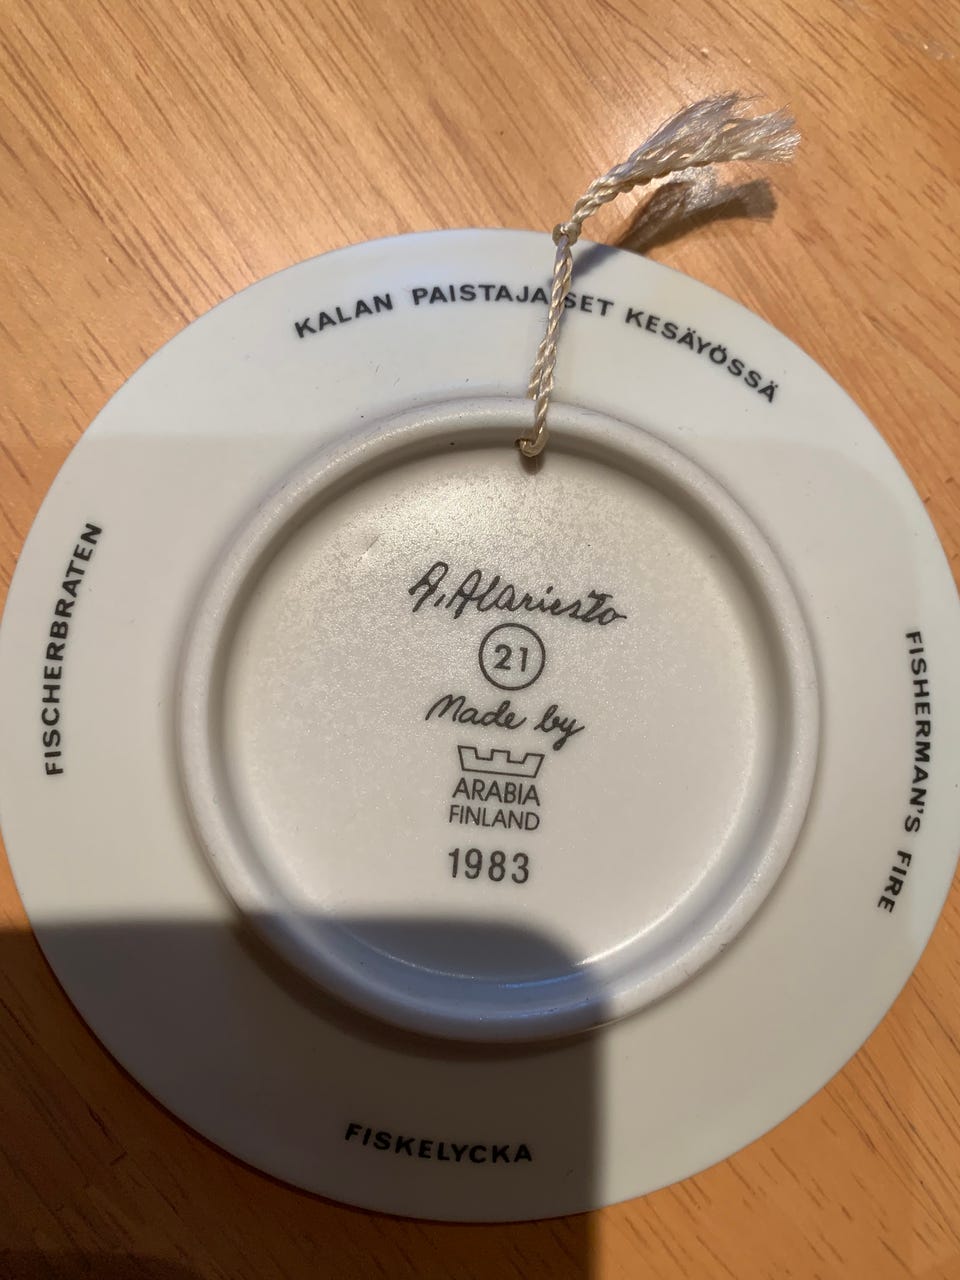 KALAN PAISTAJAISET KESÄYÖSSÄ
FISCHERBRATEN
A. Alariesto
21
Made by
ARABIA
FINLAND
1983
FISHERMAN'S FIRE
FISKELYCKA